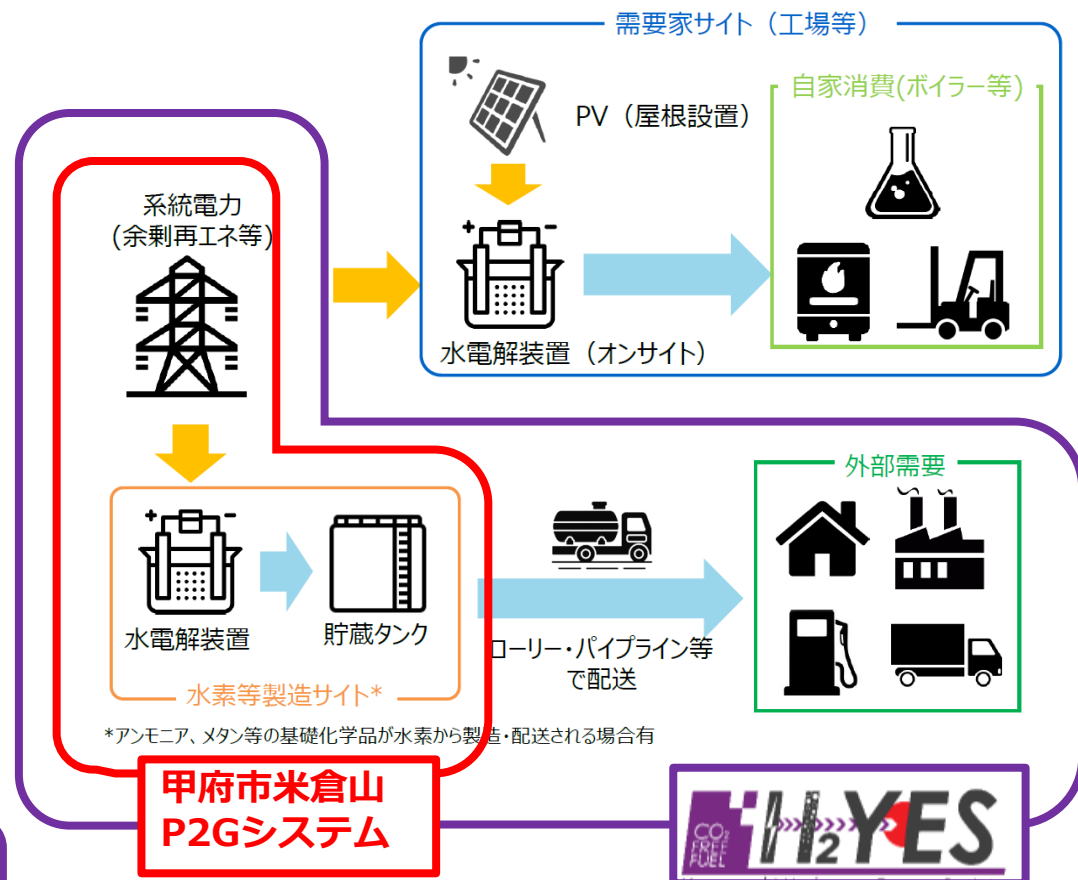 需要家サイト（工場等）
PV（屋根設置）
自家消費(ボイラー等)
水電解装置（オンサイト）
系統電力
(余剰再エネ等)
水電解装置
貯蔵タンク
水素等製造サイト*
*アンモニア、メタン等の基礎化学品が水素から製造・配送される場合有
ローリー・パイプライン等
で配送
外部需要
甲府市米倉山
P2Gシステム
CO2
FREE
FUEL
H2YES